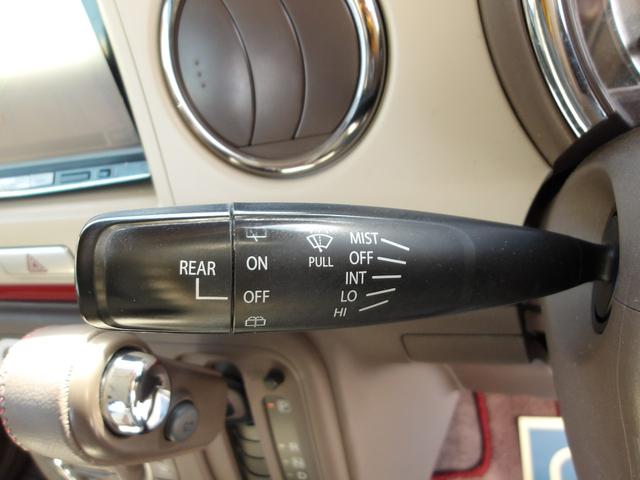 REAR
ON
OFF
PULL
MIST
OFF
INT
LO
HI